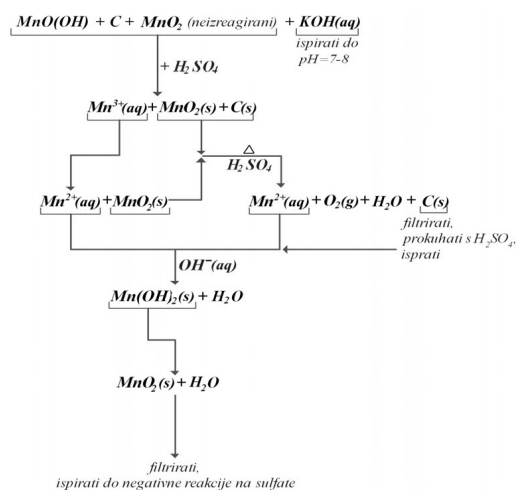 MnO(OH) + C + MnO₂ (neizreagirani) + KOH(aq)
ispirati do
pH=7-8
+ H₂SO₄
Mn³⁺(aq)+MnO₂(s)+C(s)
△
H₂SO₄
Mn²⁺(aq)+MnO₂(s)
Mn²⁺(aq)+O₂(g)+H₂O + C(s)
filtrirati,
prokuhati s H₂SO₄,
isprati
OH⁻(aq)
Mn(OH)₂(s)+H₂O
MnO₂(s)+H₂O
filtrirati,
ispirati do negativne reakcije na sulfate